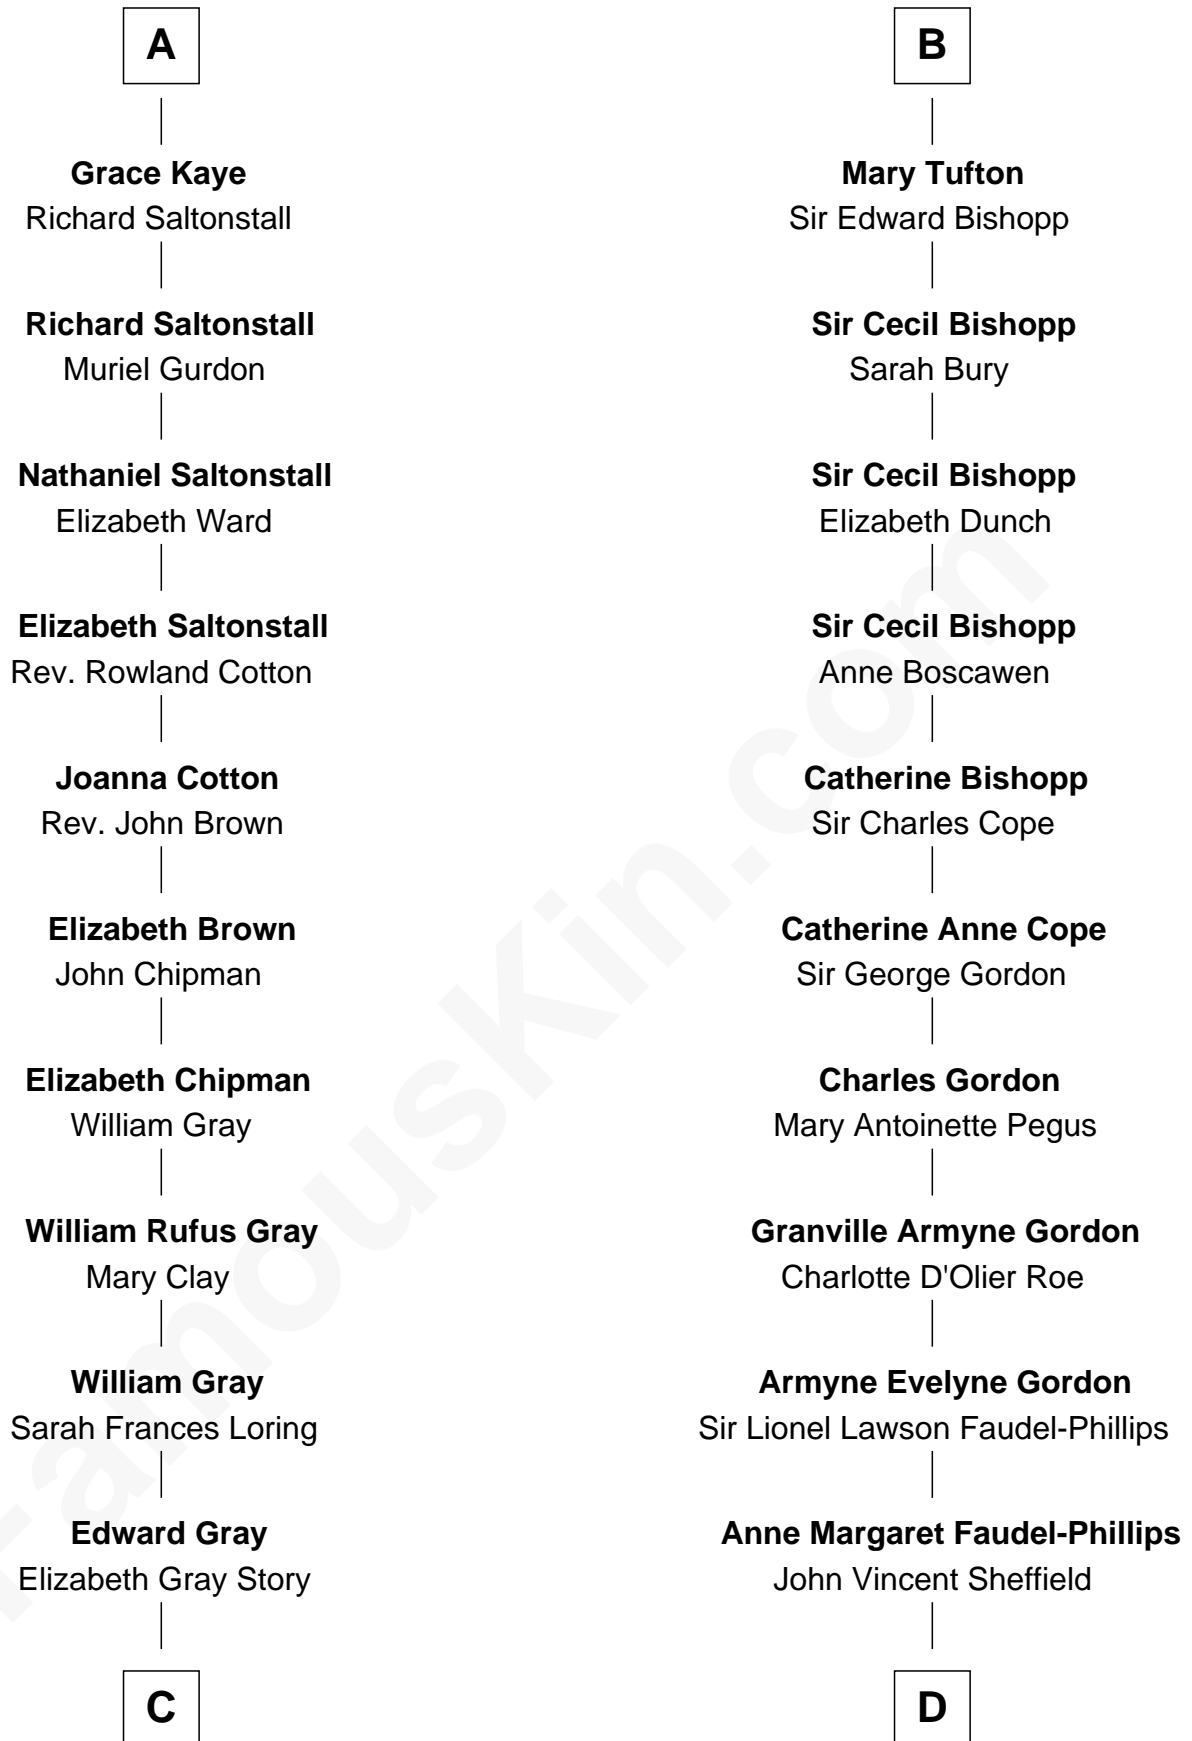 A
Grace Kaye
Richard Saltonstall
Richard Saltonstall
Muriel Gurdon
Nathaniel Saltonstall
Elizabeth Ward
Elizabeth Saltonstall
Rev. Rowland Cotton
Joanna Cotton
Rev. John Brown
Elizabeth Brown
John Chipman
Elizabeth Chipman
William Gray
William Rufus Gray
Mary Clay
William Gray
Sarah Frances Loring
Edward Gray
Elizabeth Gray Story
C
B
Mary Tufton
Sir Edward Bishopp
Sir Cecil Bishopp
Sarah Bury
Sir Cecil Bishopp
Elizabeth Dunch
Sir Cecil Bishopp
Anne Boscawen
Catherine Bishopp
Sir Charles Cope
Catherine Anne Cope
Sir George Gordon
Charles Gordon
Mary Antoinette Pegus
Granville Armyne Gordon
Charlotte D'Olier Roe
Armyne Evelyne Gordon
Sir Lionel Lawson Faudel-Phillips
Anne Margaret Faudel-Phillips
John Vincent Sheffield
D
FamousKin.com